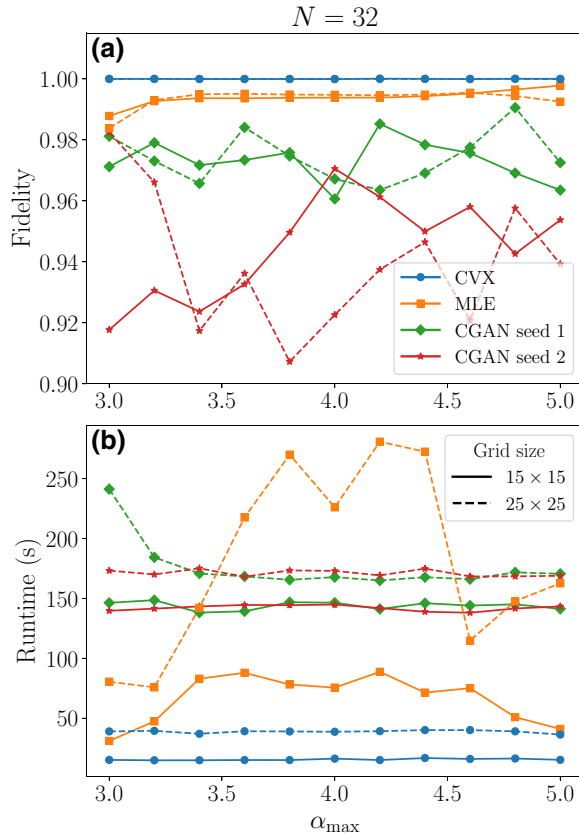 N = 32
(a)
1.00
0.98
0.96
0.94
0.92
0.90
Fidelity
CVX
MLE
CGAN seed 1
CGAN seed 2
3.0 3.5 4.0 4.5 5.0
(b)
Grid size
15 × 15
25 × 25
250
200
150
100
50
Runtime (s)
3.0 3.5 4.0 4.5 5.0
α_max